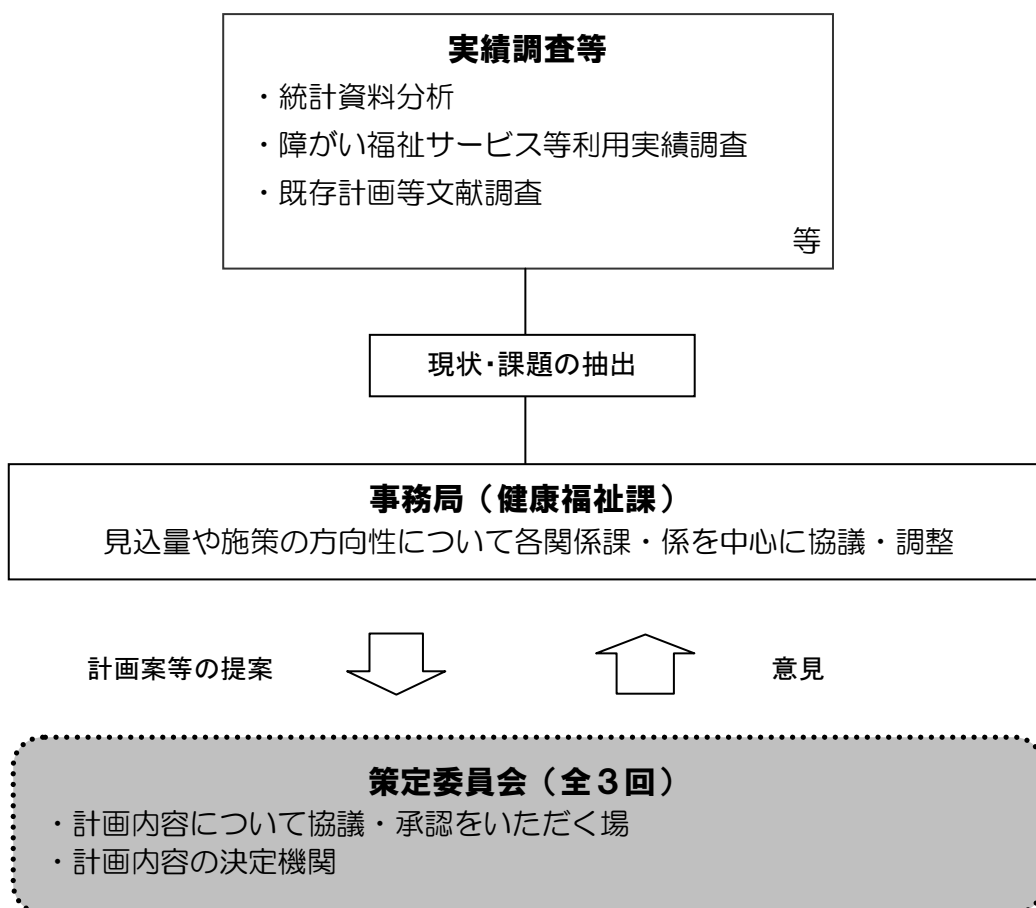 実績調査等
・統計資料分析
・障がい福祉サービス等利用実績調査
・既存計画等文献調査
等
現状・課題の抽出
事務局（健康福祉課）
見込量や施策の方向性について各関係課・係を中心に協議・調整
計画案等の提案
意見
策定委員会（全３回）
・計画内容について協議・承認をいただく場
・計画内容の決定機関